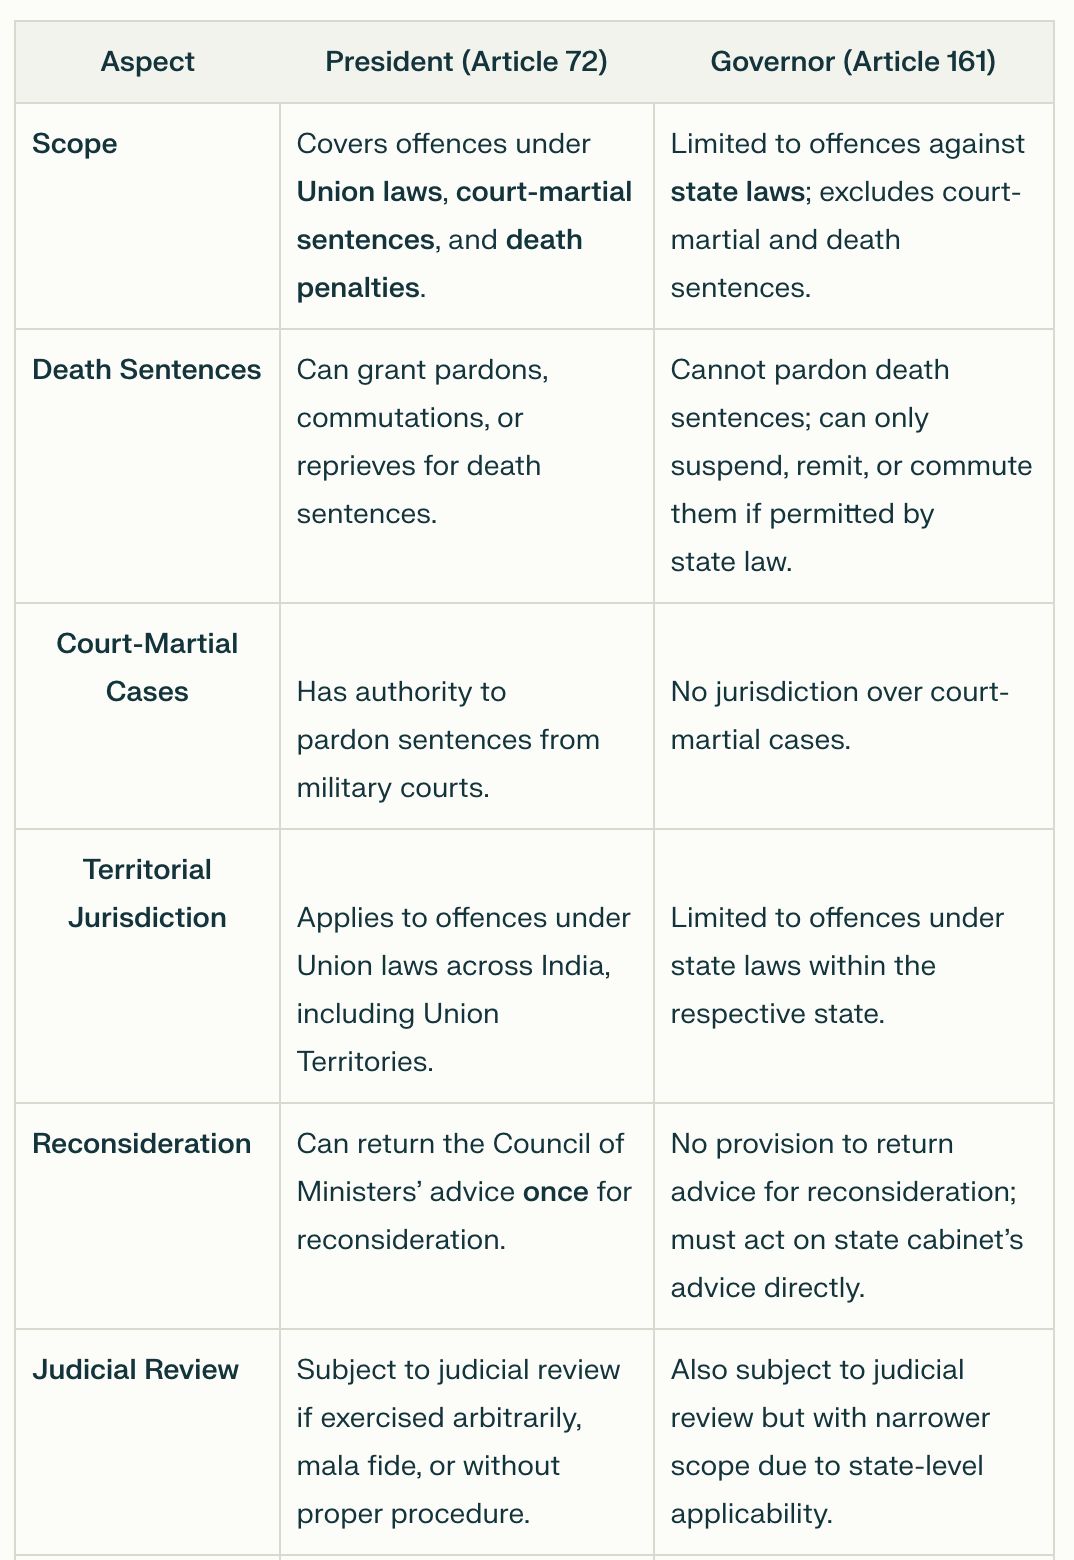 Aspect
President (Article 72)
Governor (Article 161)
Scope
Covers offences under
Union laws, court-martial
sentences, and death
penalties.
Limited to offences against
state laws; excludes court-
martial and death
sentences.
Death Sentences
Can grant pardons,
commutations, or
reprieves for death
sentences.
Cannot pardon death
sentences; can only
suspend, remit, or commute
them if permitted by
state law.
Court-Martial
Cases
Has authority to
pardon sentences from
military courts.
No jurisdiction over court-
martial cases.
Territorial
Jurisdiction
Applies to offences under
Union laws across India,
including Union
Territories.
Limited to offences under
state laws within the
respective state.
Reconsideration
Can return the Council of
Ministers’ advice once for
reconsideration.
No provision to return
advice for reconsideration;
must act on state cabinet’s
advice directly.
Judicial Review
Subject to judicial review
if exercised arbitrarily,
mala fide, or without
proper procedure.
Also subject to judicial
review but with narrower
scope due to state-level
applicability.